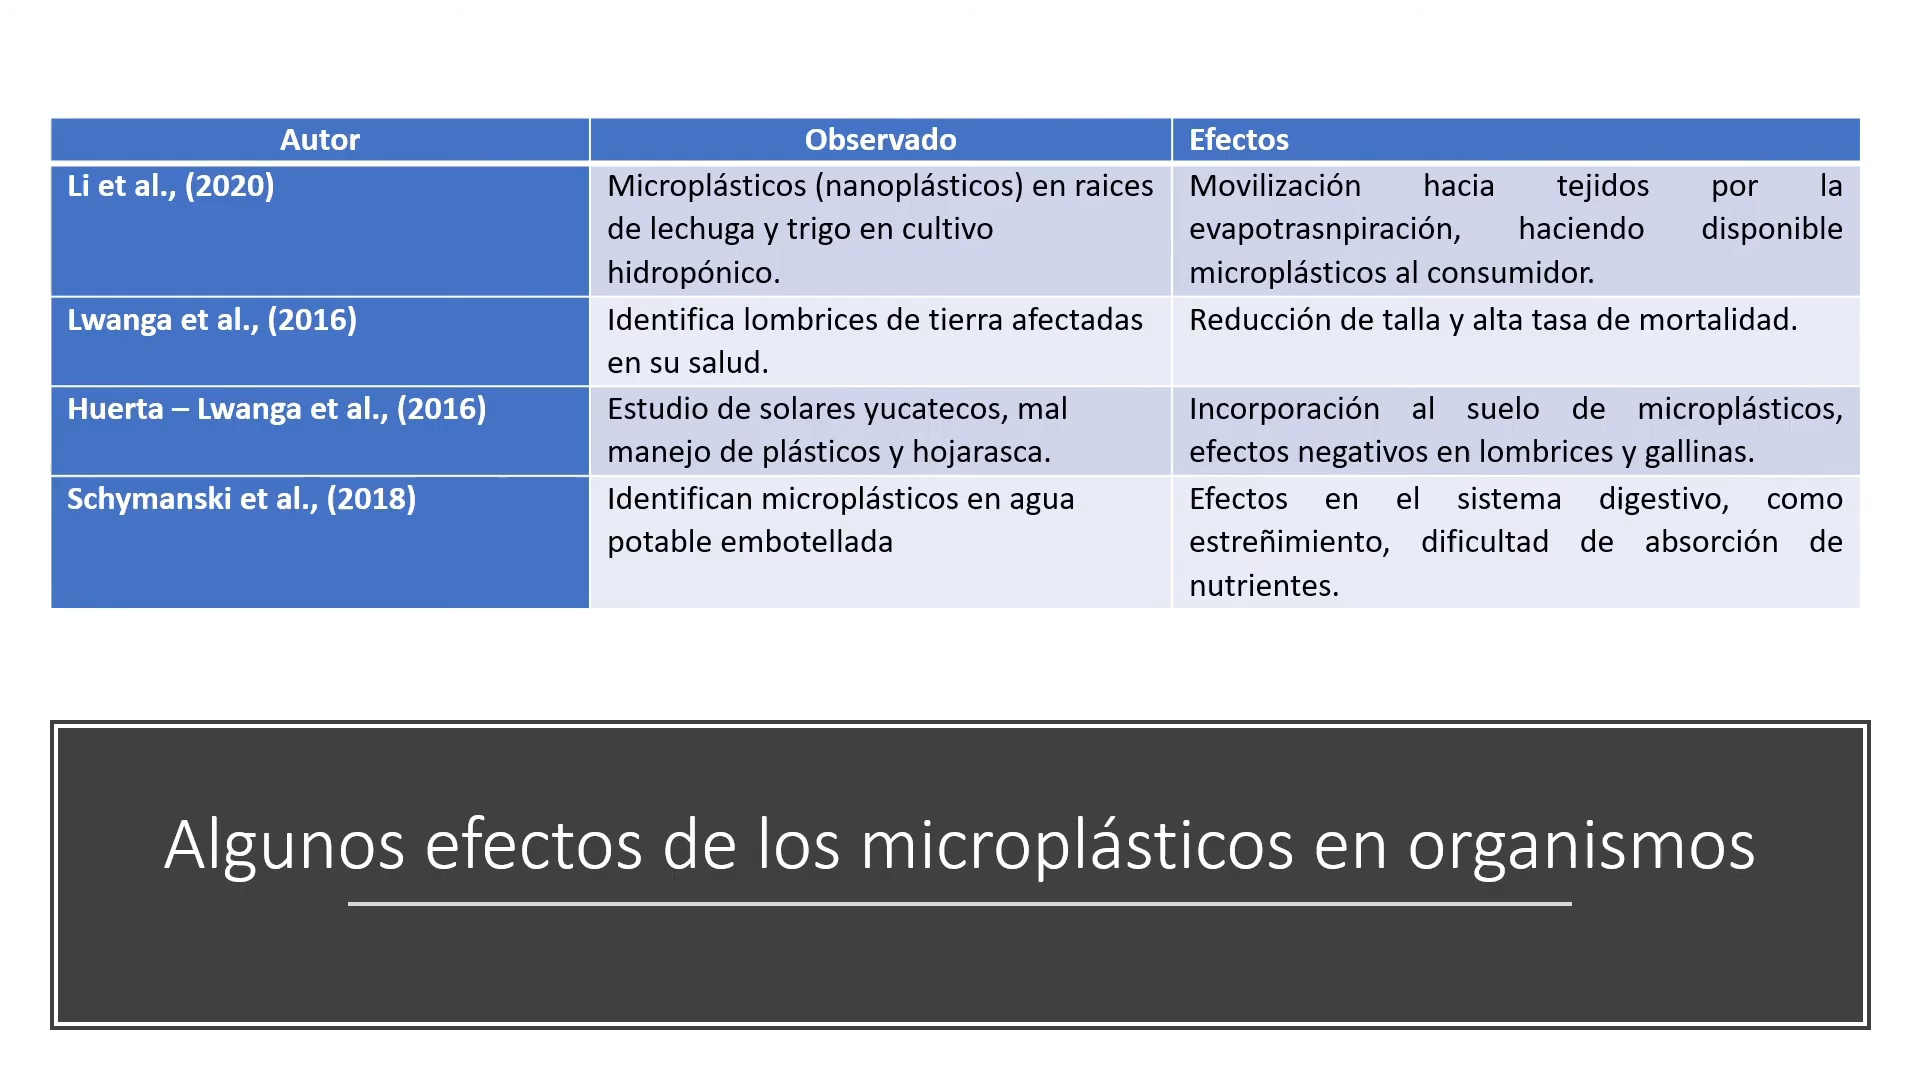 Autor Observado Efectos
Li et al., (2020)
Microplásticos (nanoplásticos) en raices
de lechuga y trigo en cultivo
hidropónico.
Movilización hacia tejidos por la
evapotrasnpiración, haciendo disponible
microplásticos al consumidor.
Lwanga et al., (2016)
Identifica lombrices de tierra afectadas
en su salud.
Reducción de talla y alta tasa de mortalidad.
Huerta – Lwanga et al., (2016)
Estudio de solares yucatecos, mal
manejo de plásticos y hojarasca.
Incorporación al suelo de microplásticos,
efectos negativos en lombrices y gallinas.
Schymanski et al., (2018)
Identifican microplásticos en agua
potable embotellada
Efectos en el sistema digestivo, como
estreñimiento, dificultad de absorción de
nutrientes.
Algunos efectos de los microplásticos en organismos